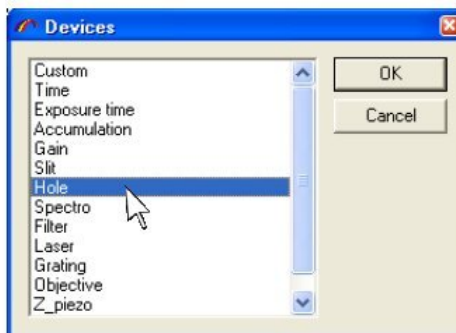 Devices
Custom
Time
Exposure time
Accumulation
Gain
Slit
Hole
Spectro
Filter
Laser
Grating
Objective
Z_piezo
OK
Cancel